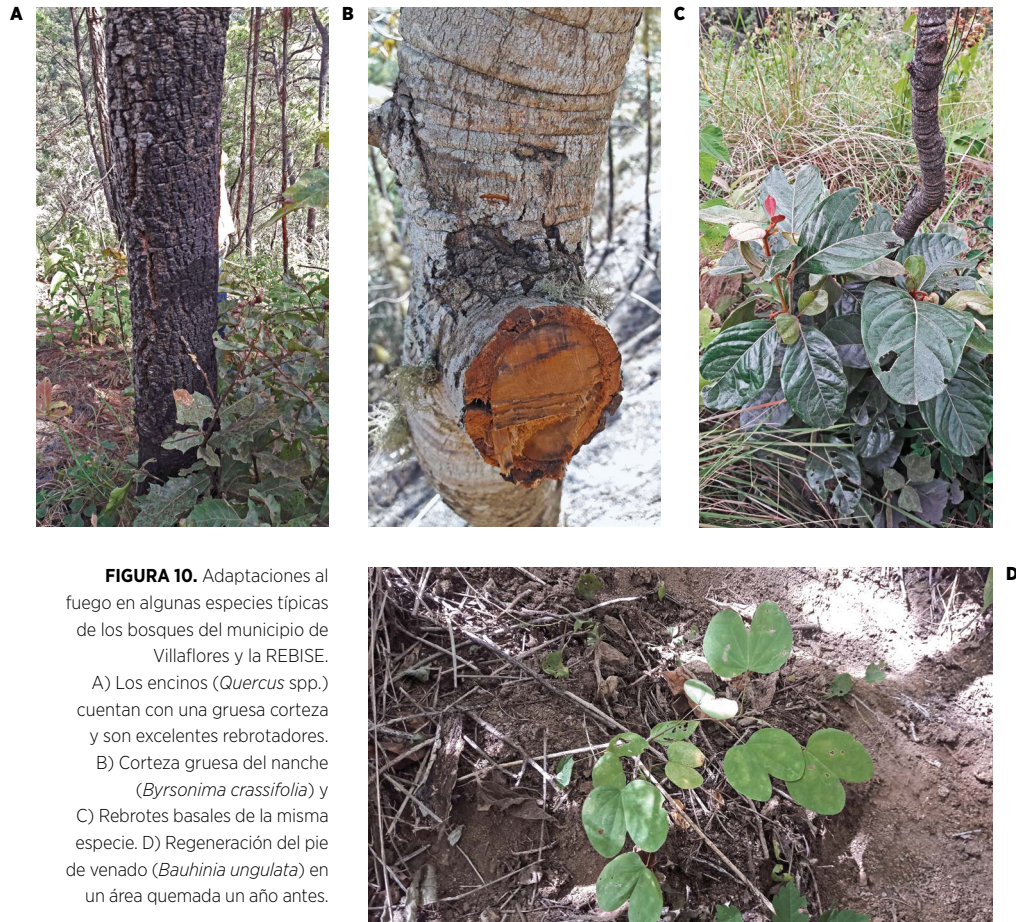 A
B
C
FIGURA 10. Adaptaciones al
fuego en algunas especies típicas
de los bosques del municipio de
Villaflores y la REBISE.
A) Los encinos (Quercus spp.)
cuentan con una gruesa corteza
y son excelentes rebrotadores.
B) Corteza gruesa del nanche
(Byrsonima crassifolia) y
C) Rebrotes basales de la misma
especie. D) Regeneración del pie
de venado (Bauhinia ungulata) en
un área quemada un año antes.
D